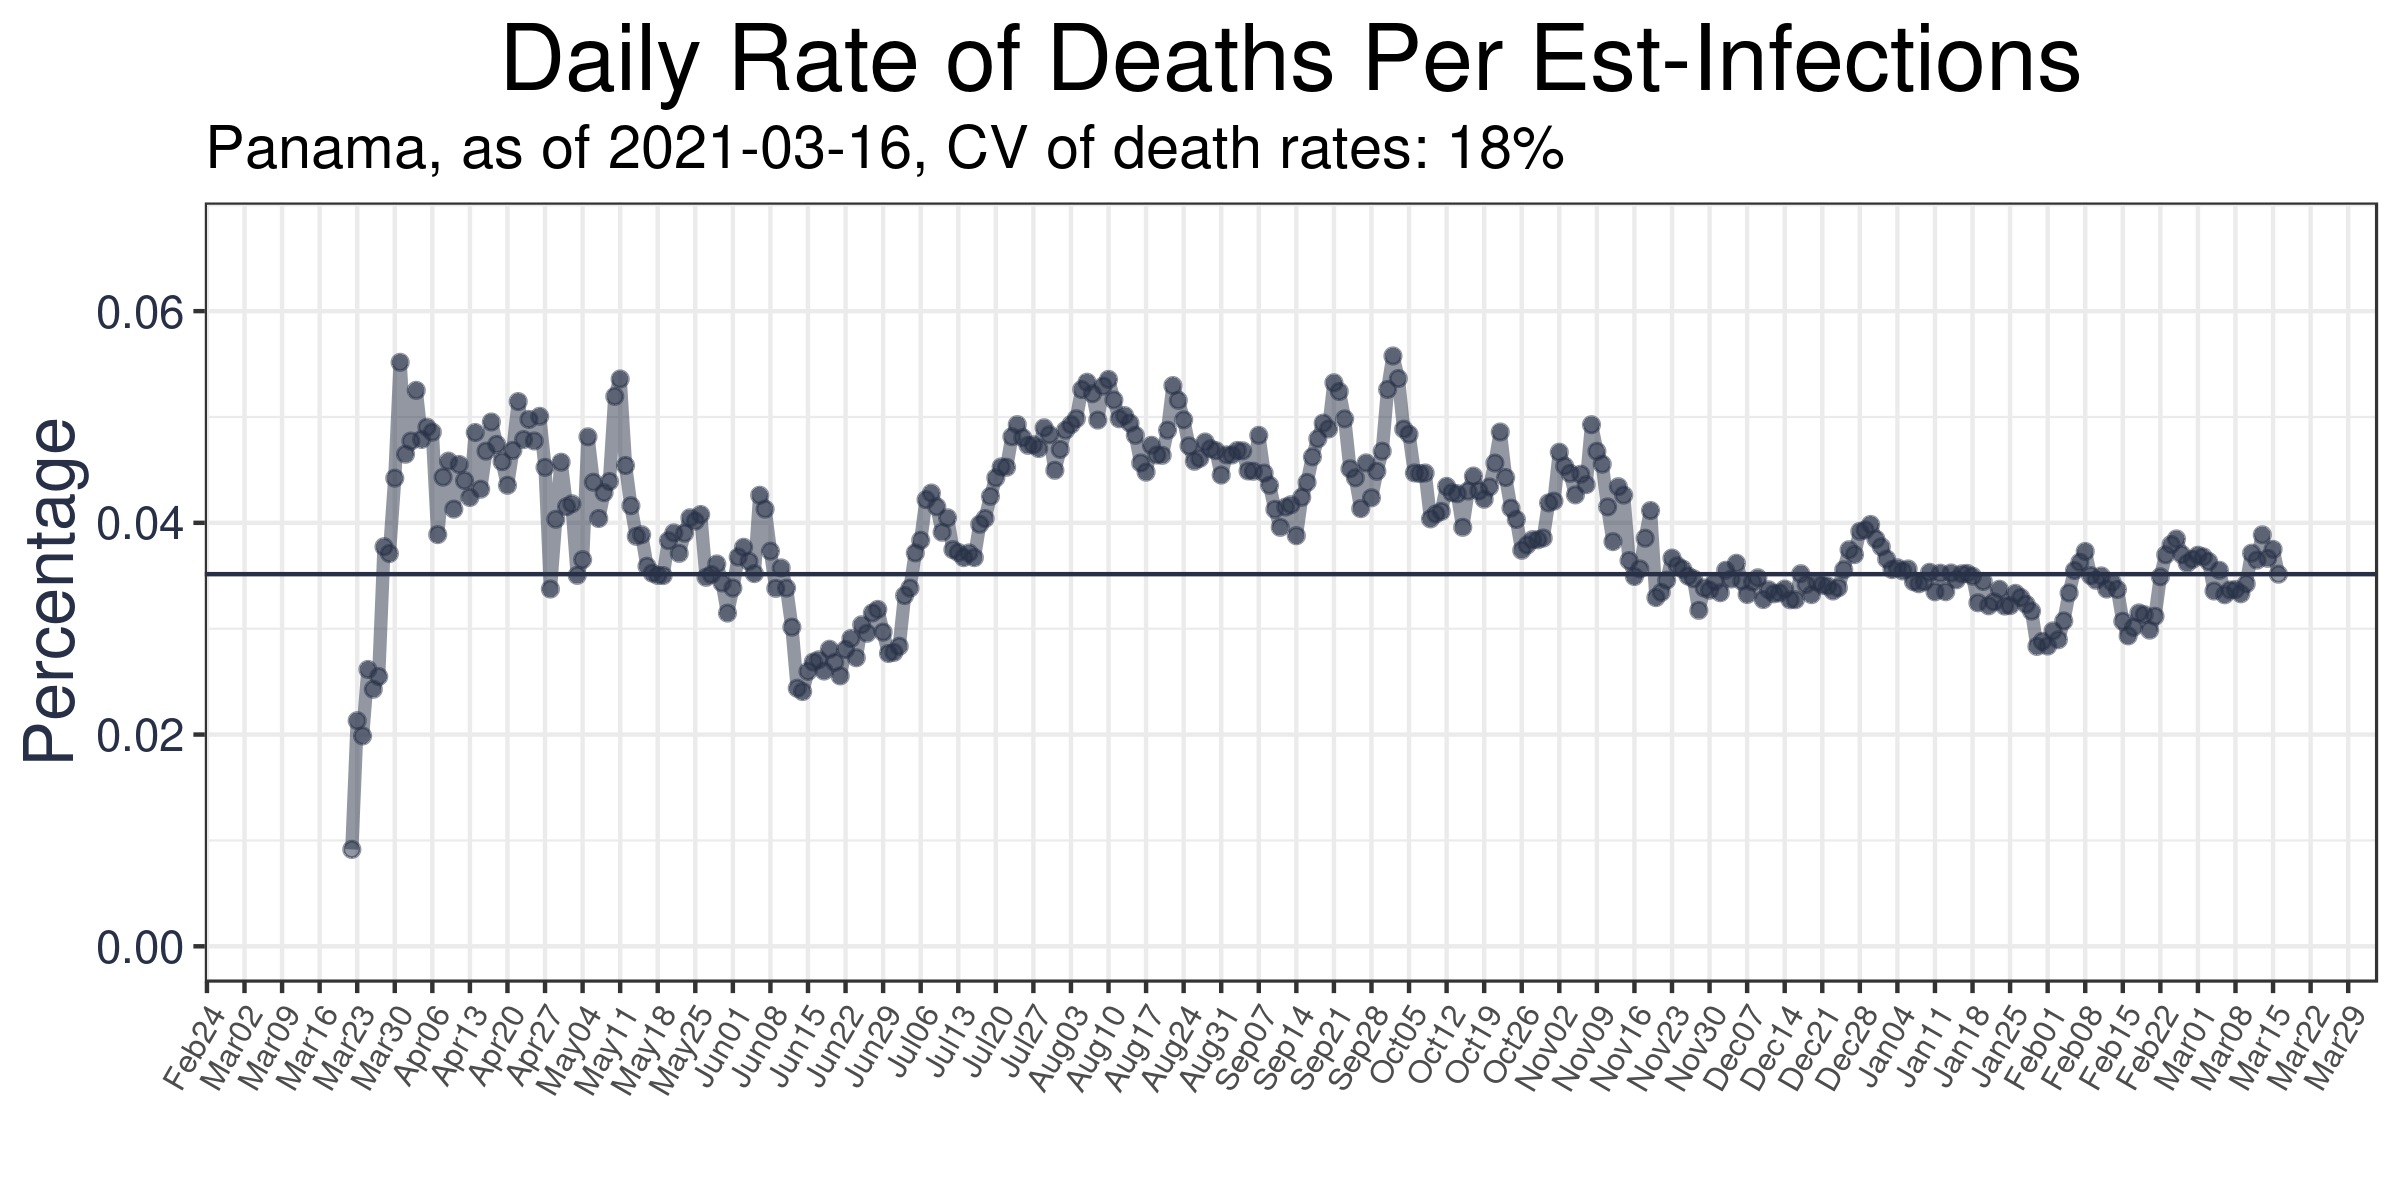 Daily Rate of Deaths Per Est-Infections
Panama, as of 2021-03-16, CV of death rates: 18%
Percentage
0.06
0.04
0.02
0.00
Feb24
Mar02
Mar09
Mar16
Mar23
Mar30
Apr06
Apr13
Apr20
Apr27
May04
May11
May18
May25
Jun01
Jun08
Jun15
Jun22
Jun29
Jul06
Jul13
Jul20
Jul27
Aug03
Aug10
Aug17
Aug24
Aug31
Sep07
Sep14
Sep21
Sep28
Oct05
Oct12
Oct19
Oct26
Nov02
Nov09
Nov16
Nov23
Nov30
Dec07
Dec14
Dec21
Dec28
Jan04
Jan11
Jan18
Jan25
Feb01
Feb08
Feb15
Feb22
Mar01
Mar08
Mar15
Mar22
Mar29